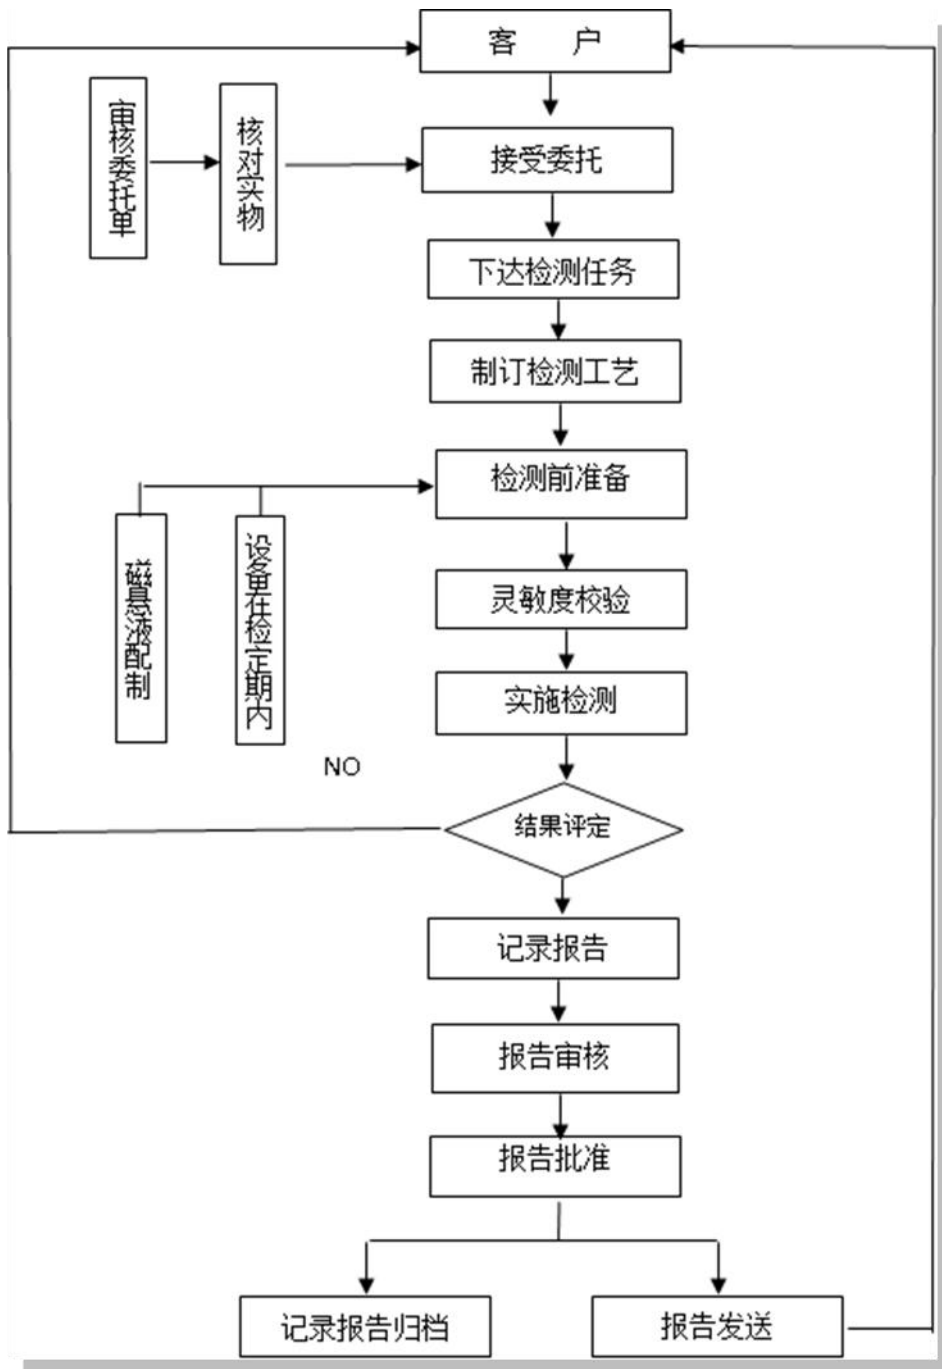 客 户
审核委托单
核对实物
接受委托
下达检测任务
制订检测工艺
检测前准备
磁悬液配制
设备在检定期内
灵敏度校验
实施检测
NO
结果评定
记录报告
报告审核
报告批准
记录报告归档
报告发送